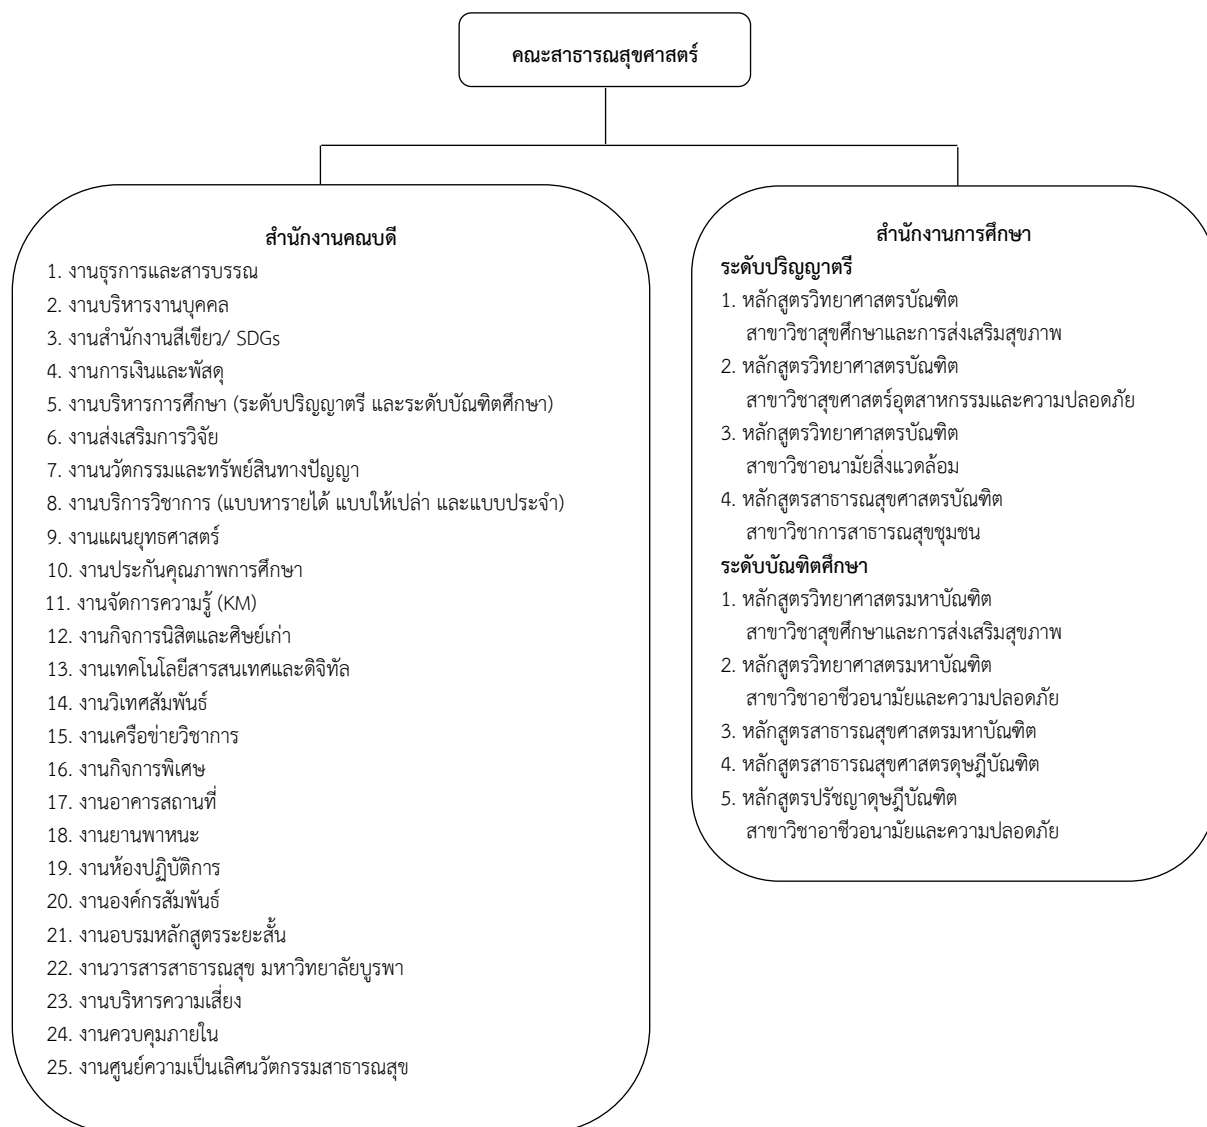 คณะสาธารณสุขศาสตร์
สำนักงานคณบดี
1. งานธุรการและสารบรรณ
2. งานบริหารงานบุคคล
3. งานสำนักงานสีเขียว/ SDGs
4. งานการเงินและพัสดุ
5. งานบริหารการศึกษา (ระดับปริญญาตรี และระดับบัณฑิตศึกษา)
6. งานส่งเสริมการวิจัย
7. งานนวัตกรรมและทรัพย์สินทางปัญญา
8. งานบริการวิชาการ (แบบหารายได้ แบบให้เปล่า และแบบประจำ)
9. งานแผนยุทธศาสตร์
10. งานประกันคุณภาพการศึกษา
11. งานจัดการความรู้ (KM)
12. งานกิจการนิสิตและศิษย์เก่า
13. งานเทคโนโลยีสารสนเทศและดิจิทัล
14. งานวิเทศสัมพันธ์
15. งานเครือข่ายวิชาการ
16. งานกิจการพิเศษ
17. งานอาคารสถานที่
18. งานยานพาหนะ
19. งานห้องปฏิบัติการ
20. งานองค์กรสัมพันธ์
21. งานอบรมหลักสูตรระยะสั้น
22. งานวารสารสาธารณสุข มหาวิทยาลัยบูรพา
23. งานบริหารความเสี่ยง
24. งานควบคุมภายใน
25. งานศูนย์ความเป็นเลิศนวัตกรรมสาธารณสุข
สำนักงานการศึกษา
ระดับปริญญาตรี
1. หลักสูตรวิทยาศาสตรบัณฑิต
สาขาวิชาสุขศึกษาและการส่งเสริมสุขภาพ
2. หลักสูตรวิทยาศาสตรบัณฑิต
สาขาวิชาสุขศาสตร์อุตสาหกรรมและความปลอดภัย
3. หลักสูตรวิทยาศาสตรบัณฑิต
สาขาวิชาอนามัยสิ่งแวดล้อม
4. หลักสูตรสาธารณสุขศาสตรบัณฑิต
สาขาวิชาการสาธารณสุขชุมชน
ระดับบัณฑิตศึกษา
1. หลักสูตรวิทยาศาสตรมหาบัณฑิต
สาขาวิชาสุขศึกษาและการส่งเสริมสุขภาพ
2. หลักสูตรวิทยาศาสตรมหาบัณฑิต
สาขาวิชาอาชีวอนามัยและความปลอดภัย
3. หลักสูตรสาธารณสุขศาสตรมหาบัณฑิต
4. หลักสูตรสาธารณสุขศาสตรดุษฎีบัณฑิต
5. หลักสูตรปรัชญาดุษฎีบัณฑิต
สาขาวิชาอาชีวอนามัยและความปลอดภัย